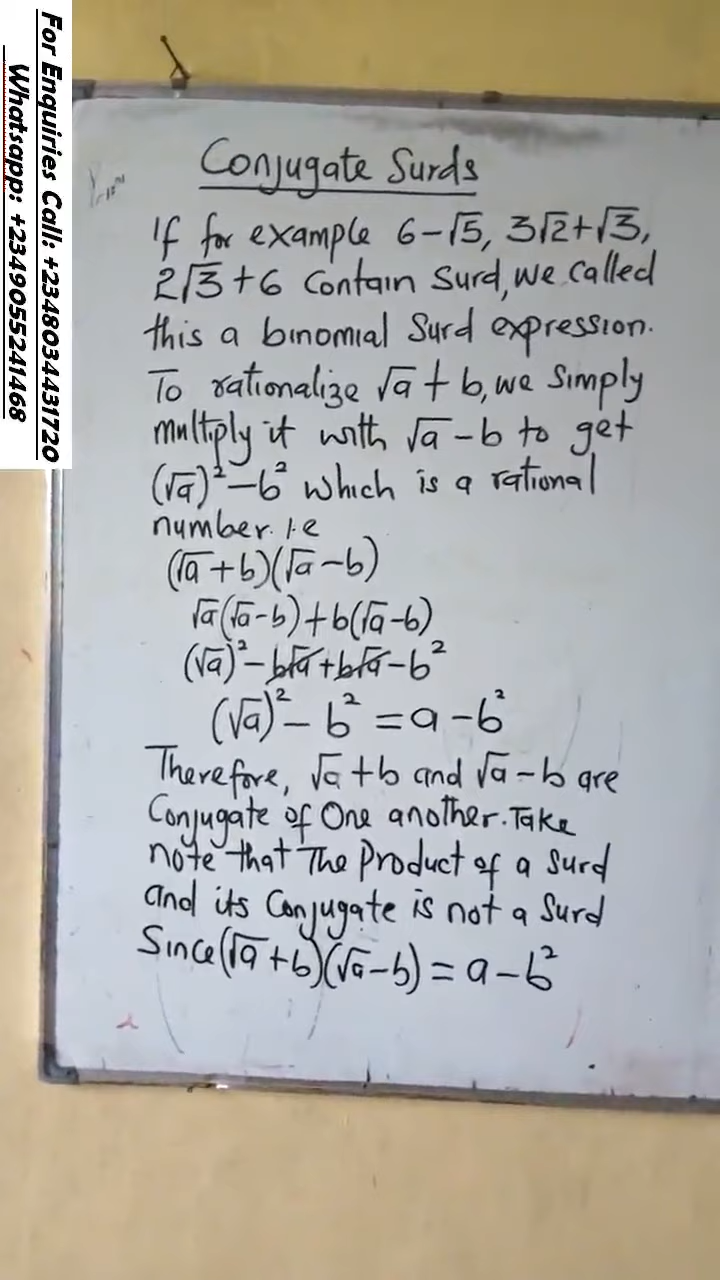 For Enquiries Call: +2348034431720
Whatsapp: +2349055241468
Conjugate Surds
If for example 6-√5, 3√2+√3,
2√3+6 Contain Surd, we called
this a binomial Surd expression.
To rationalize √a + b, we Simply
multiply it with √a - b to get
(√a)² - b² which is a rational
number. i.e
(√a + b)(√a - b)
√a(√a - b) + b(√a - b)
(√a)² - b√a + b√a - b²
(√a)² - b² = a - b²
Therefore, √a + b and √a - b are
Conjugate of One another. Take
note that The Product of a Surd
and its Conjugate is not a Surd
Since (√a + b)(√a - b) = a - b²